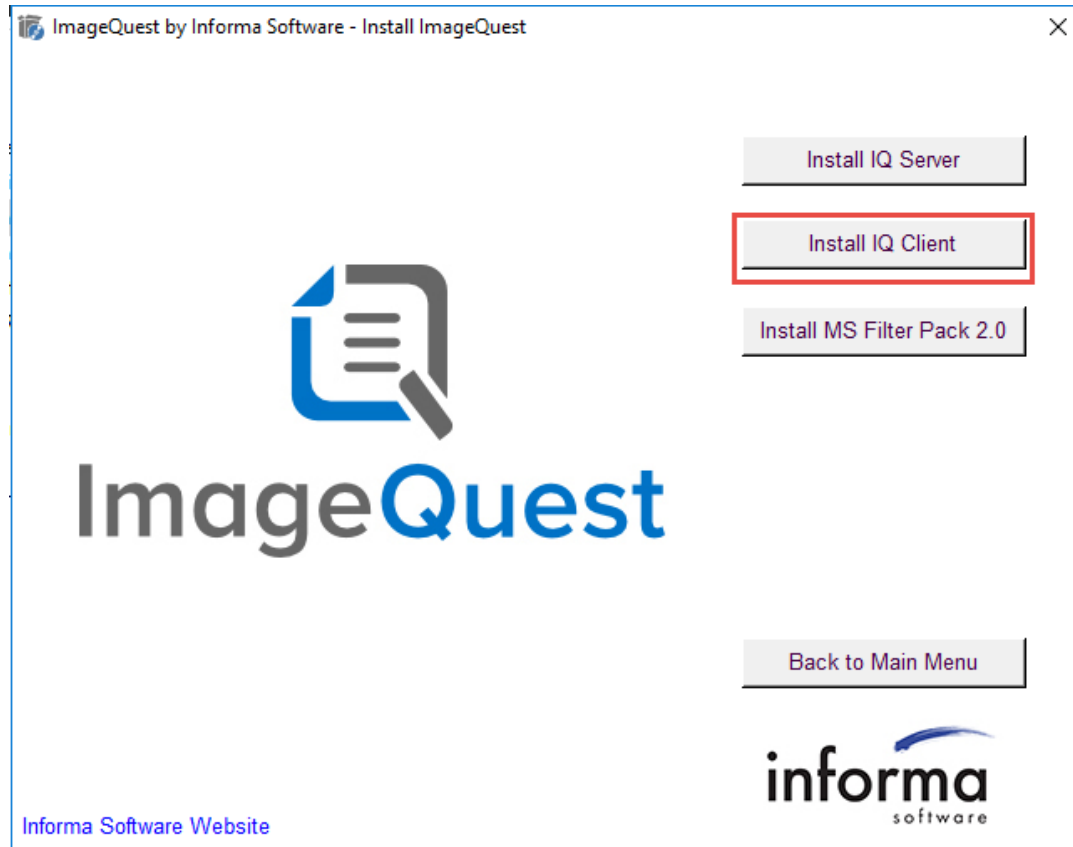 ImageQuest by Informa Software - Install ImageQuest
Install IQ Server
Install IQ Client
Install MS Filter Pack 2.0
ImageQuest
Back to Main Menu
informa
software
Informa Software Website